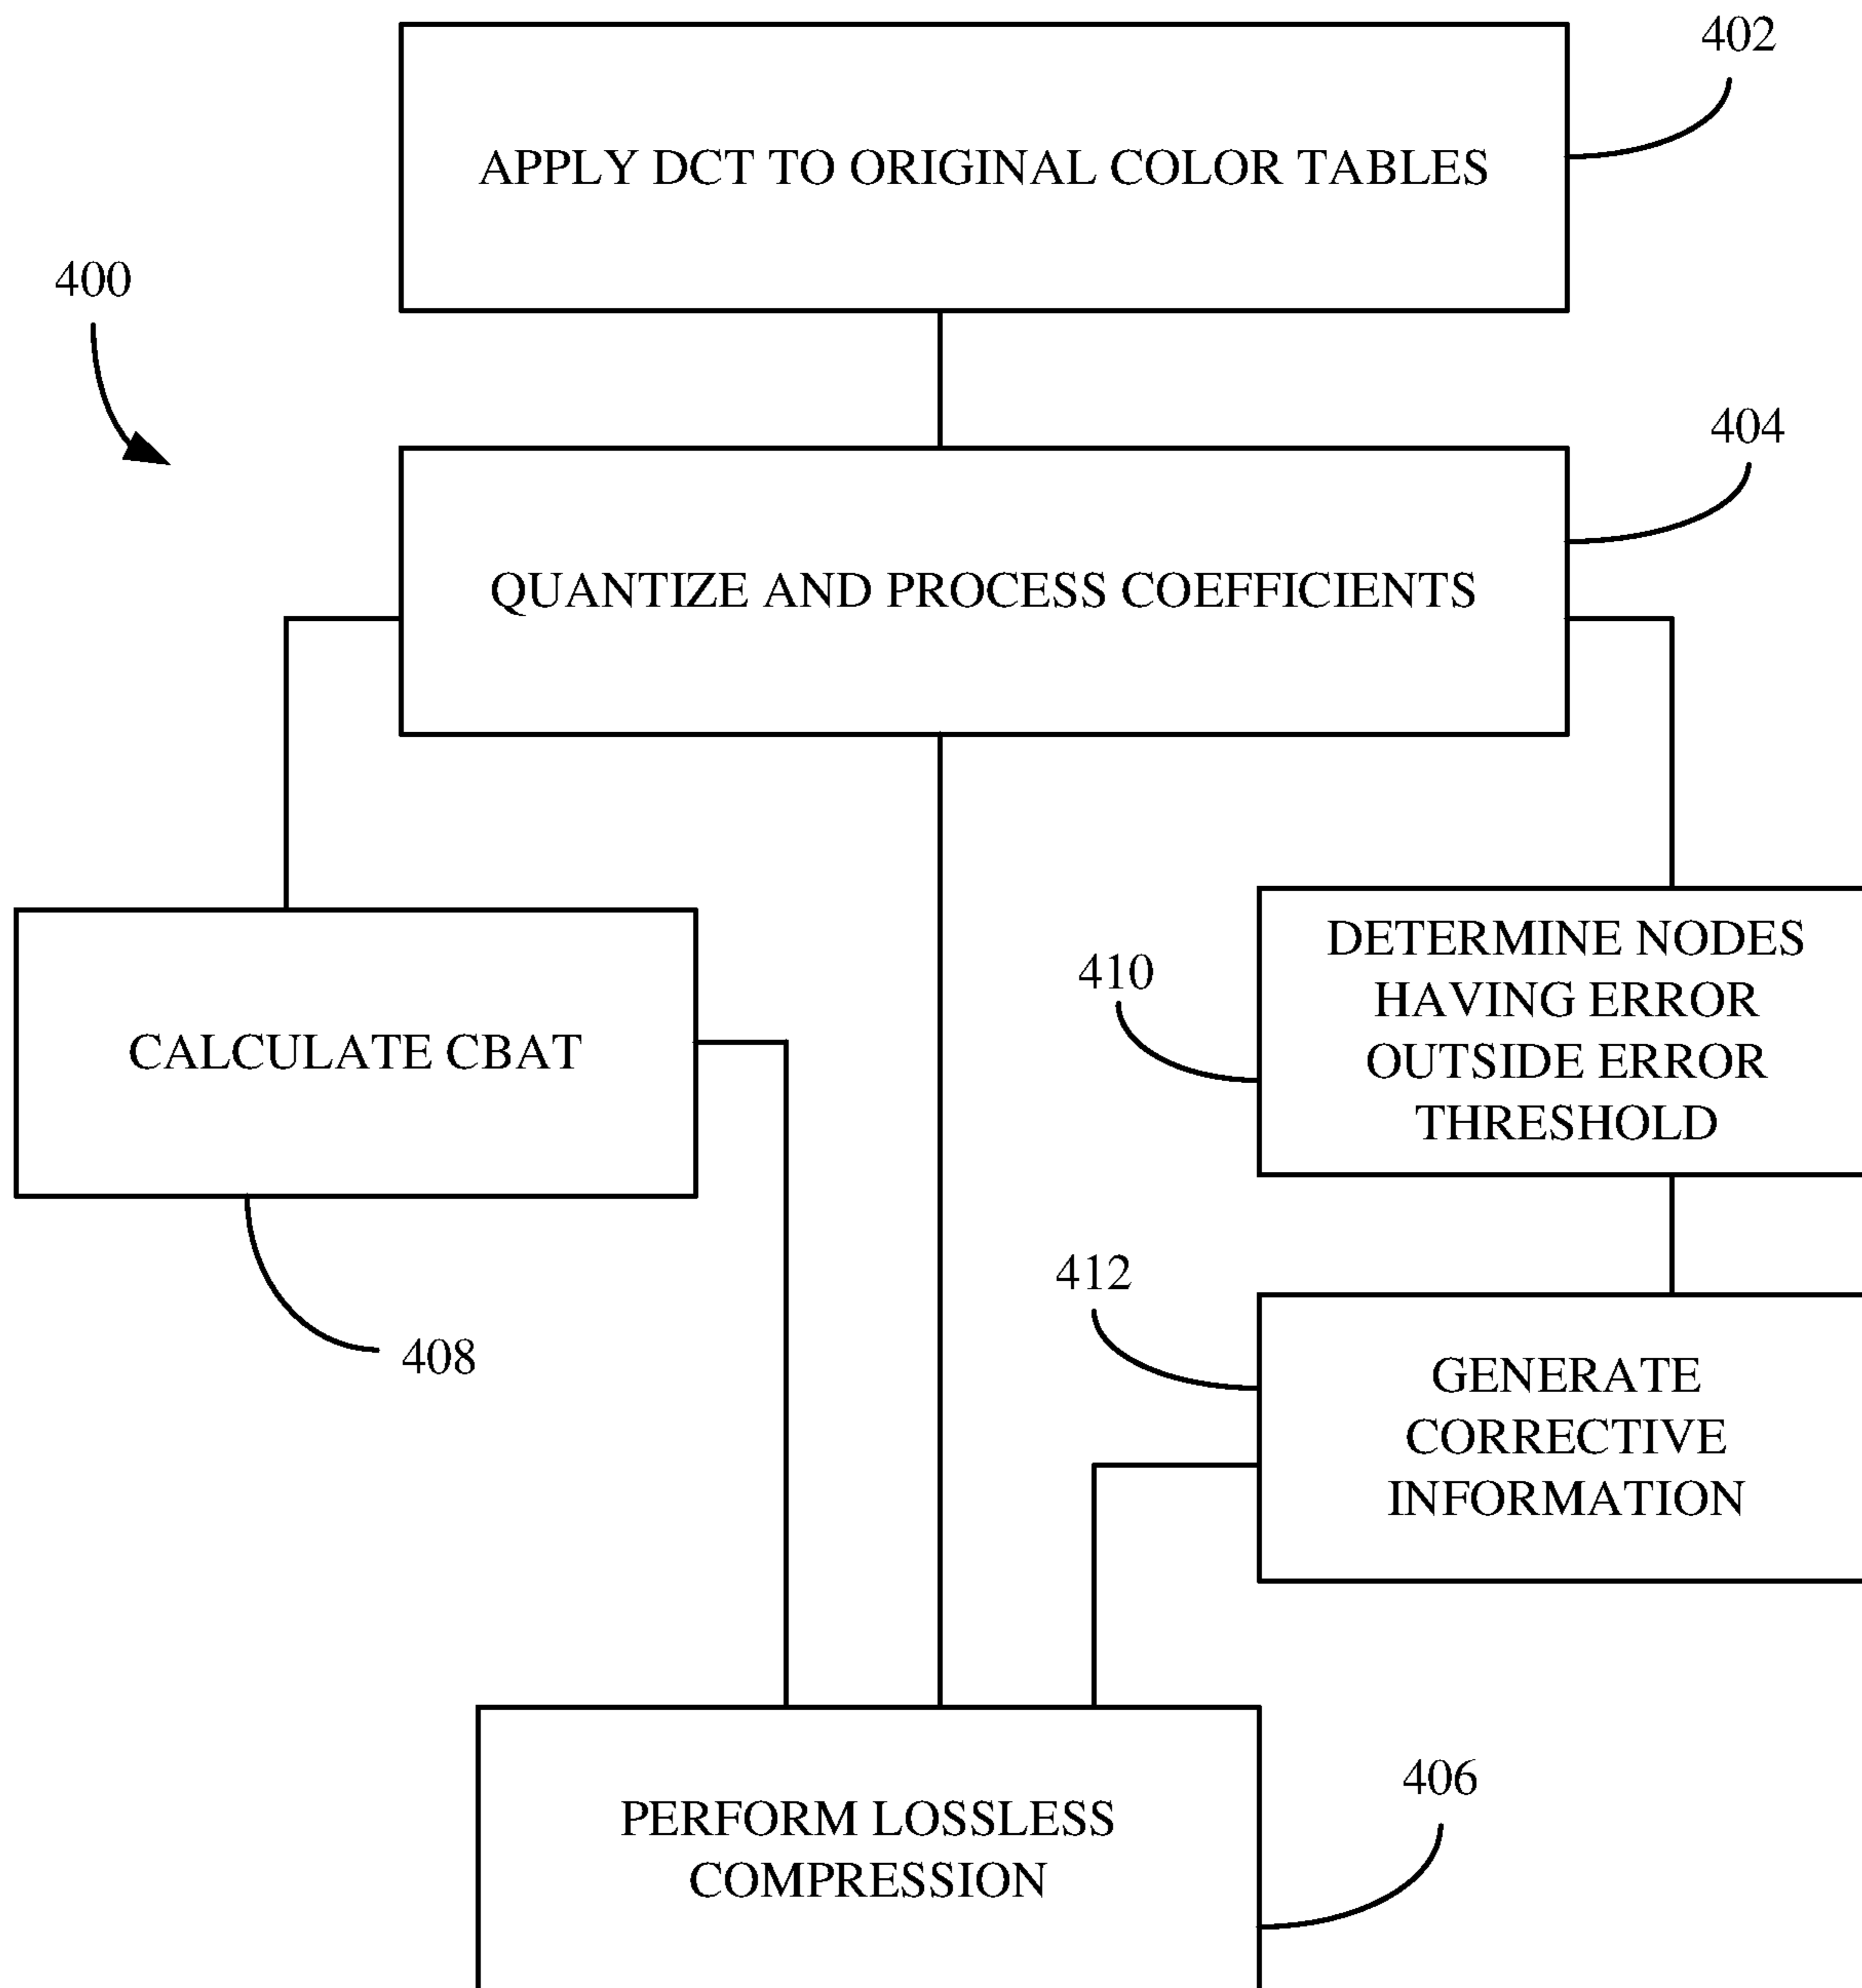 402
APPLY DCT TO ORIGINAL COLOR TABLES
400
404
QUANTIZE AND PROCESS COEFFICIENTS
DETERMINE NODES
HAVING ERROR
OUTSIDE ERROR
THRESHOLD
410
CALCULATE CBAT
412
408
GENERATE
CORRECTIVE
INFORMATION
406
PERFORM LOSSLESS
COMPRESSION